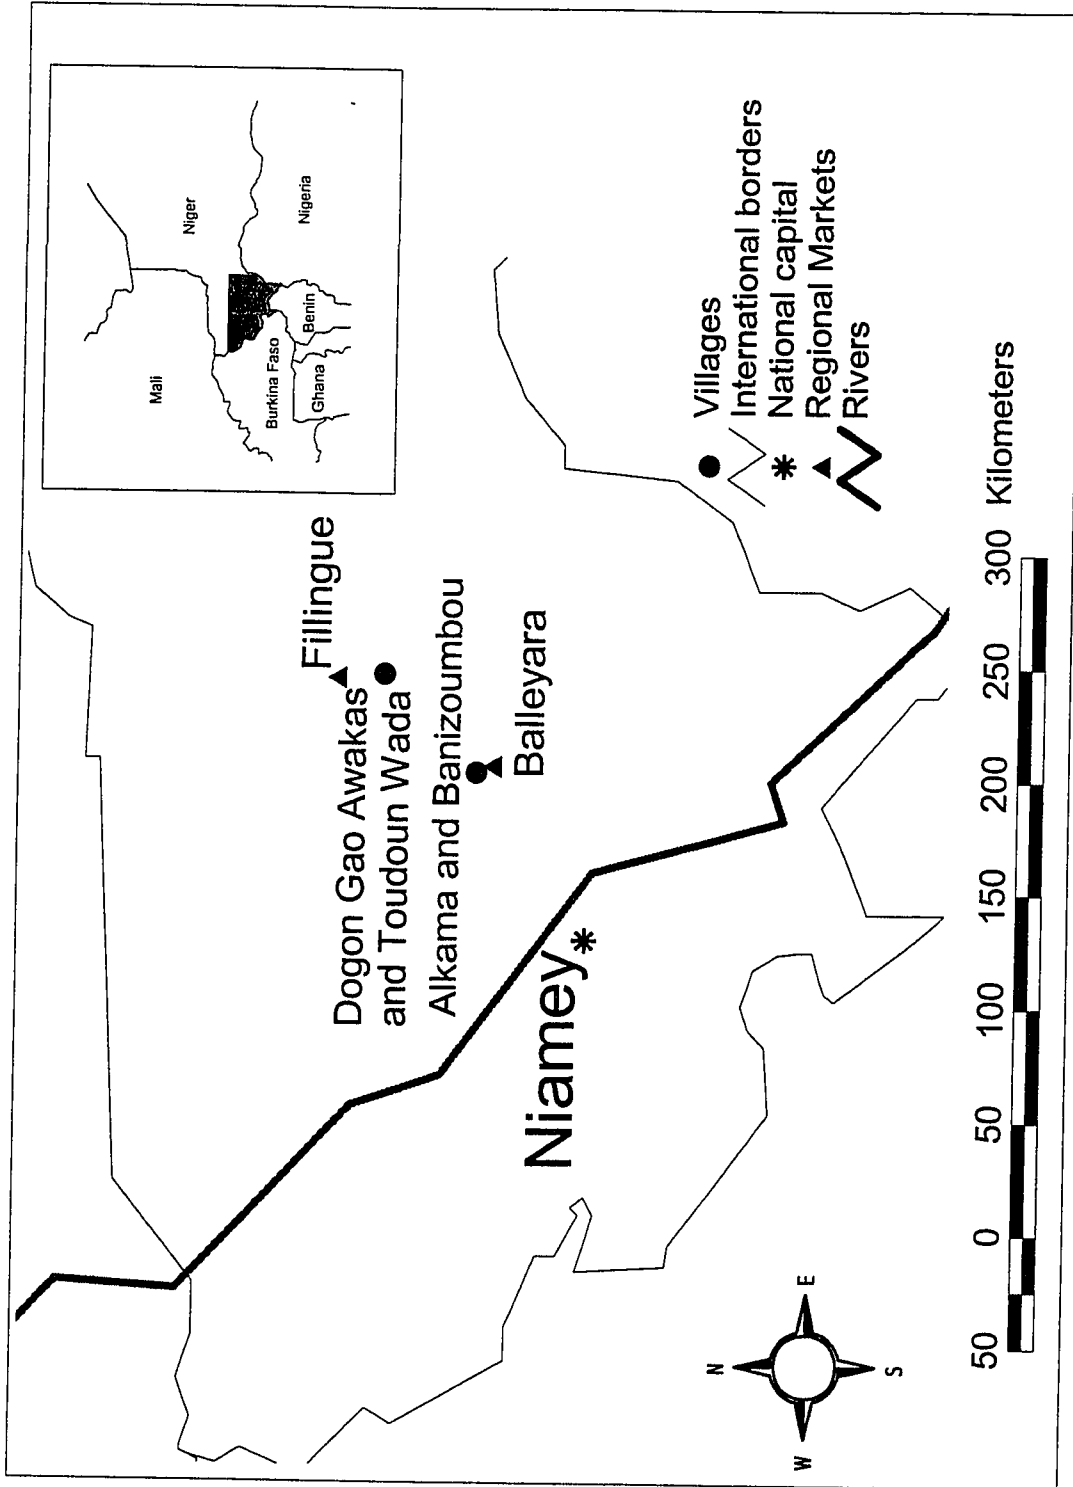 Mali
Niger
Burkina Faso
Nigeria
Ghana
Benin
Fillingue
Dogon Gao Awakas
and Toudoun Wada
Alkama and Banizoumbou
Balleyara
Niamey
Villages
International borders
National capital
Regional Markets
Rivers
N
W
E
S
50 0 50 100 150 200 250 300 Kilometers